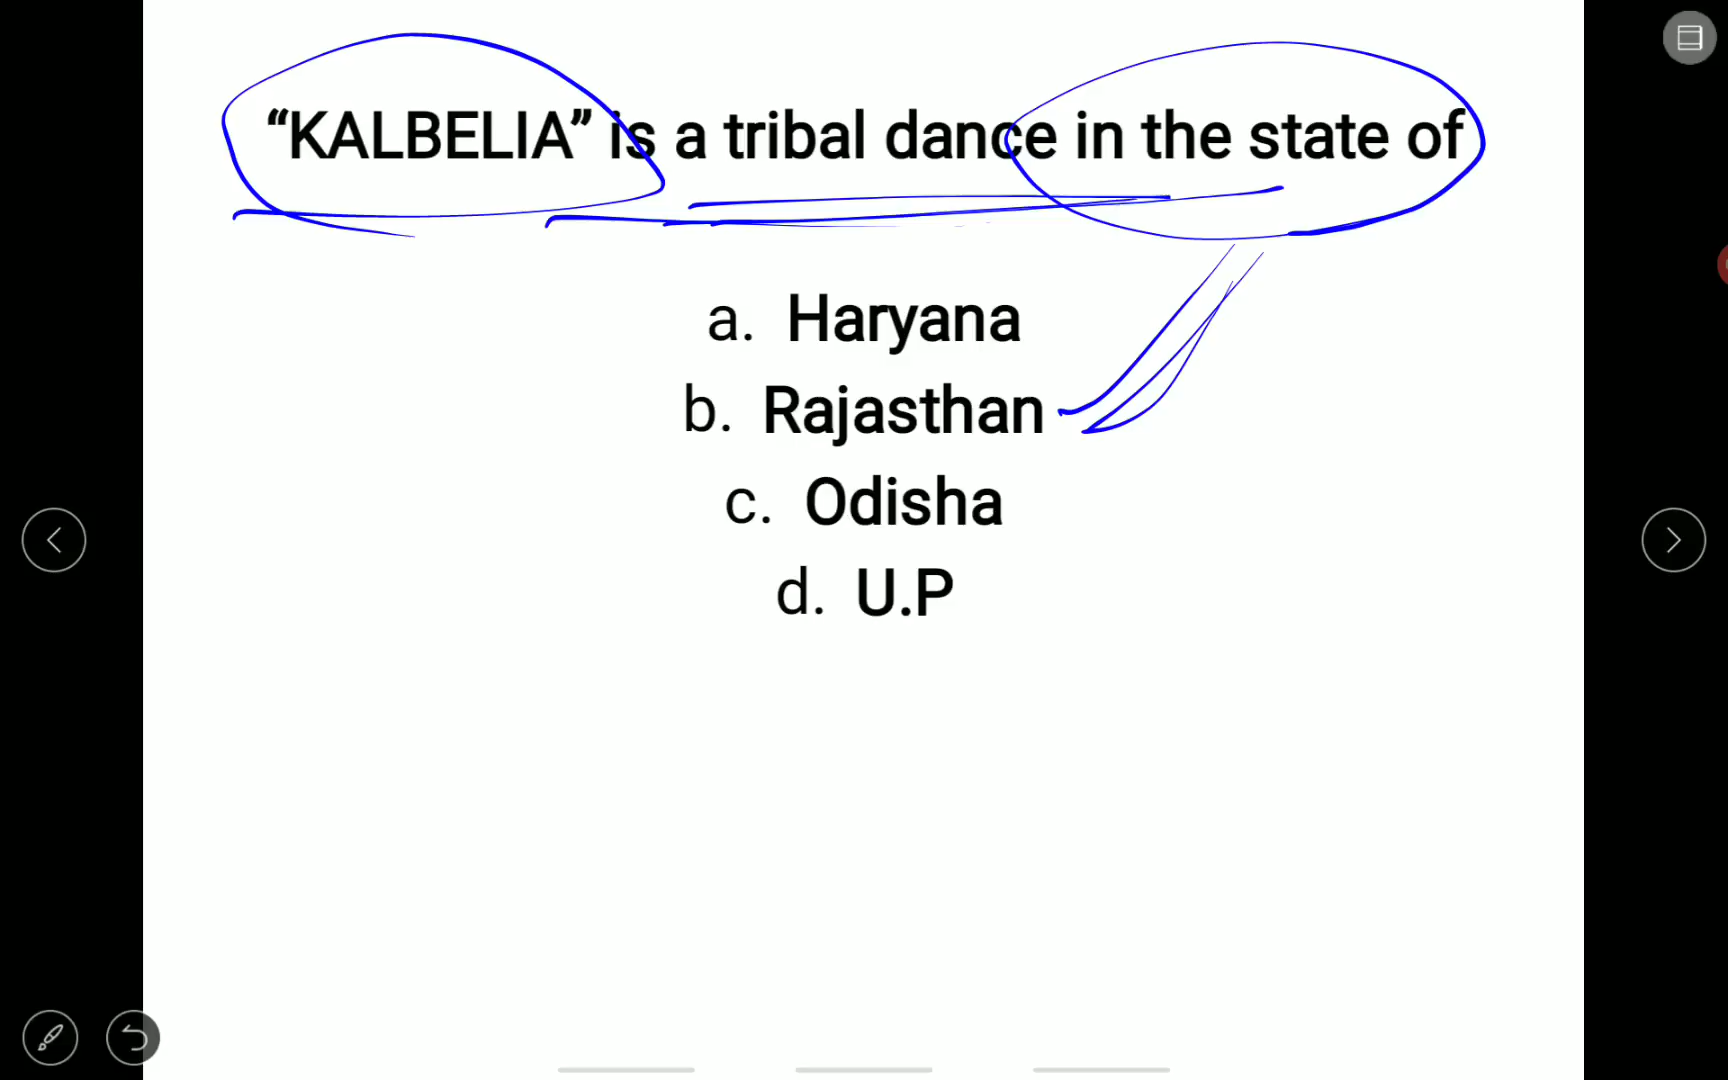 “KALBELIA” is a tribal dance in the state of
a. Haryana
b. Rajasthan
c. Odisha
d. U.P